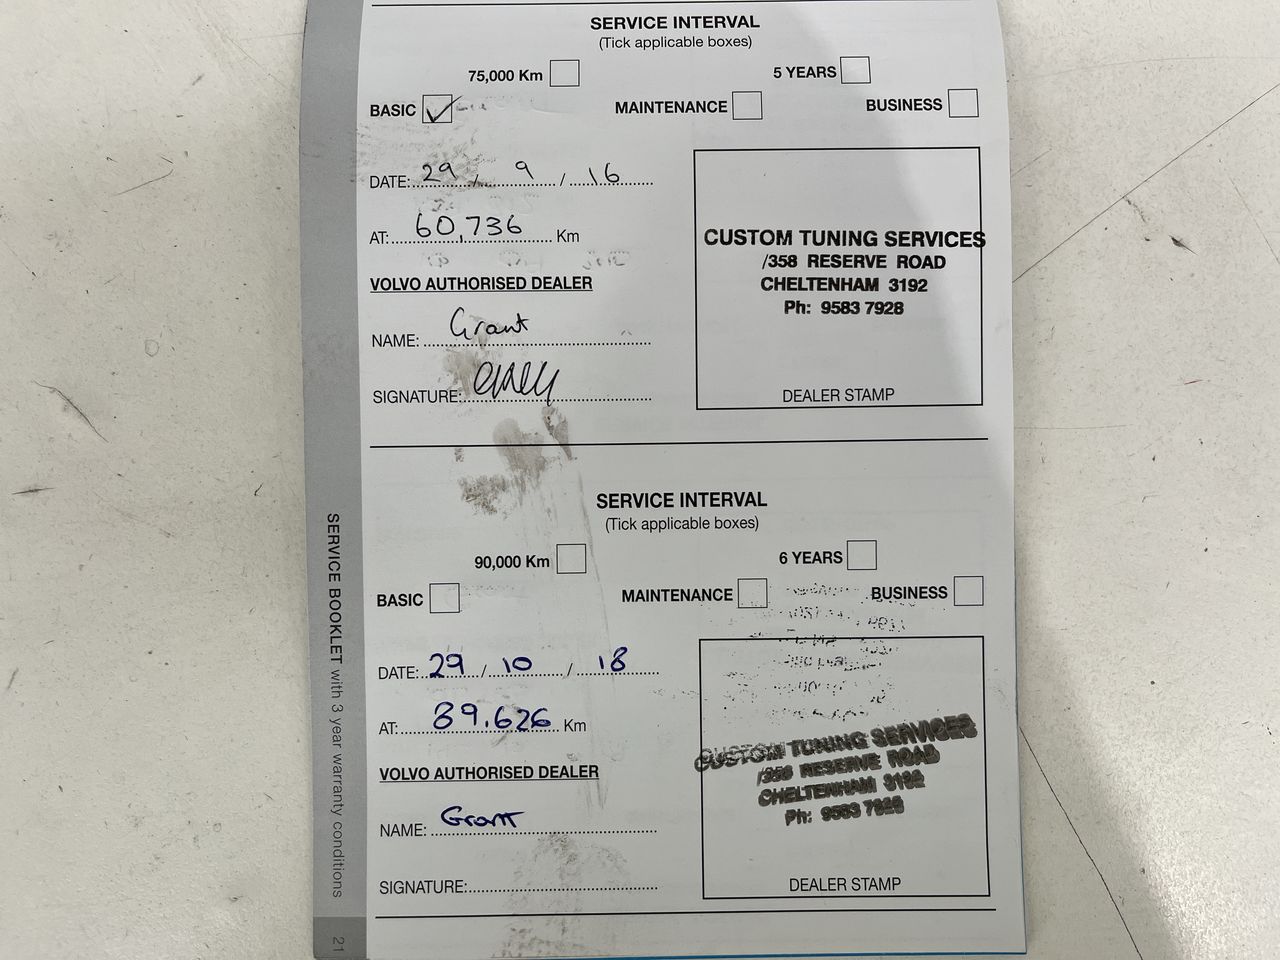 SERVICE INTERVAL
(Tick applicable boxes)
75,000 Km 5 YEARS
BASIC MAINTENANCE BUSINESS
DATE: 29 / 9 / 16
AT: 60,736 Km
VOLVO AUTHORISED DEALER
NAME: Grant
SIGNATURE:
CUSTOM TUNING SERVICES
/358 RESERVE ROAD
CHELTENHAM 3192
Ph: 9583 7928
DEALER STAMP
SERVICE INTERVAL
(Tick applicable boxes)
90,000 Km 6 YEARS
BASIC MAINTENANCE BUSINESS
DATE: 29 / 10 / 18
AT: 89.626 Km
VOLVO AUTHORISED DEALER
NAME: Grant
SIGNATURE:
CUSTOM TUNING SERVICES
/358 RESERVE ROAD
CHELTENHAM 3192
Ph: 9583 7928
DEALER STAMP
SERVICE BOOKLET with 3 year warranty conditions
21